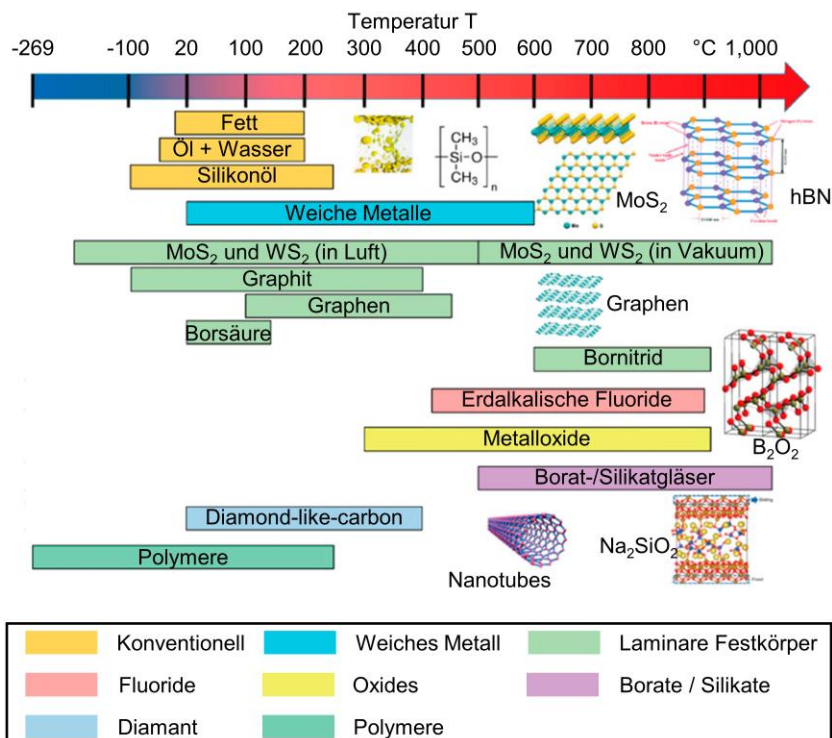 Temperatur T
-269 -100 20 100 200 300 400 500 600 700 800 °C 1,000
Fett
Öl + Wasser
Silikonöl
CH₃
Si O
CH₃
n
MoS₂
hBN
Weiche Metalle
MoS₂ und WS₂ (in Luft) MoS₂ und WS₂ (in Vakuum)
Graphit
Graphen
Graphen
Borsäure
Bornitrid
Erdalkalische Fluoride
Metalloxide
B₂O₂
Borat-/Silikatgläser
Diamond-like-carbon
Na₂SiO₂
Polymere
Nanotubes
Konventionell Weiches Metall Laminare Festkörper
Fluoride Oxides Borate / Silikate
Diamant Polymere